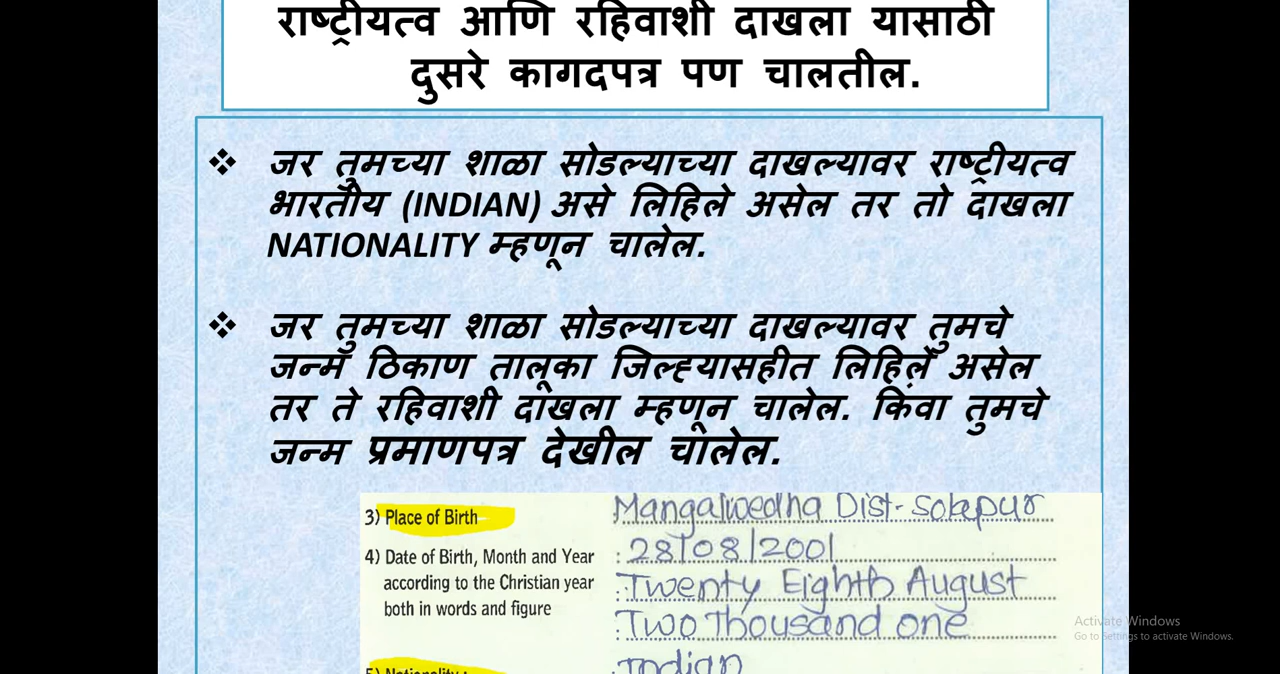 राष्ट्रीयत्व आणि रहिवाशी दाखला यासाठी
दुसरे कागदपत्र पण चालतील.
❖ जर तुमच्या शाळा सोडल्याच्या दाखल्यावर राष्ट्रीयत्व
भारतीय (INDIAN) असे लिहिले असेल तर तो दाखला
NATIONALITY म्हणून चालेल.
❖ जर तुमच्या शाळा सोडल्याच्या दाखल्यावर तुमचे
जन्म ठिकाण तालूका जिल्ह्यासहीत लिहिले असेल
तर ते रहिवाशी दाखला म्हणून चालेल. किंवा तुमचे
जन्म प्रमाणपत्र देखील चालेल.
3) Place of Birth Mangalwedha Dist- Solapur
4) Date of Birth, Month and Year : 28/08/2001
according to the Christian year : Twenty Eighth August
both in words and figure : Two thousand one
5) Nationality : : Indian
Activate Windows
Go to Settings to activate Windows.